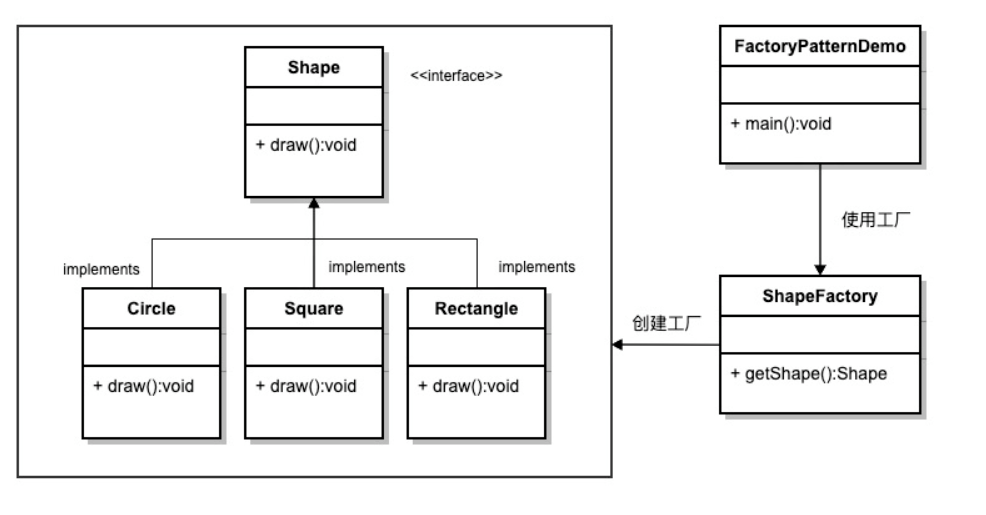 Shape
<<interface>>
+ draw():void
implements
implements
implements
Circle
Square
Rectangle
+ draw():void
+ draw():void
+ draw():void
FactoryPatternDemo
+ main():void
使用工厂
ShapeFactory
创建工厂
+ getShape():Shape